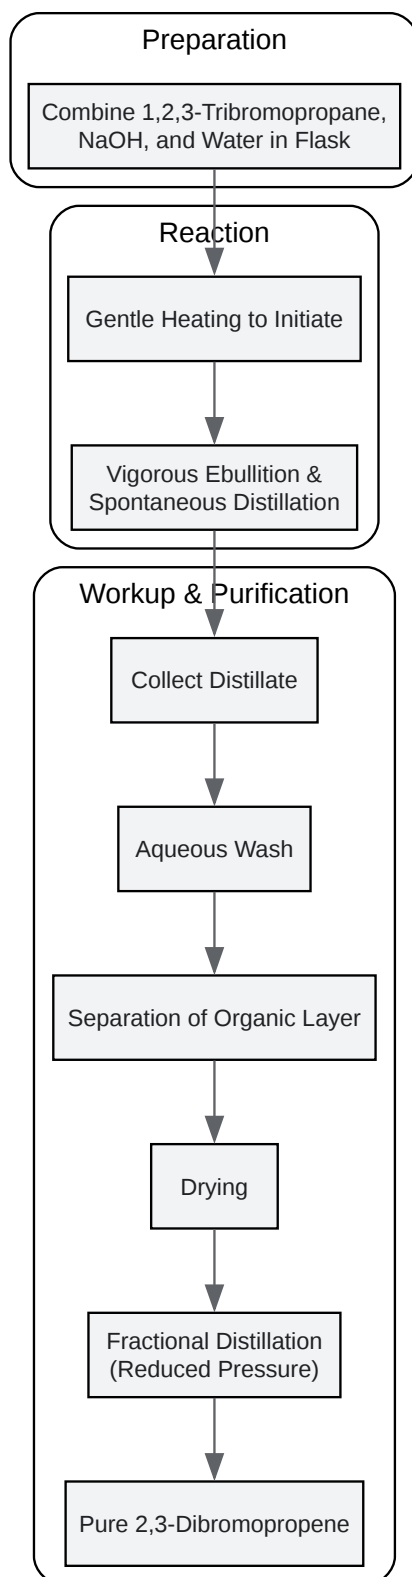 Preparation
Combine 1,2,3-Tribromopropane,
NaOH, and Water in Flask
Reaction
Gentle Heating to Initiate
Vigorous Ebullition &
Spontaneous Distillation
Workup & Purification
Collect Distillate
Aqueous Wash
Separation of Organic Layer
Drying
Fractional Distillation
(Reduced Pressure)
Pure 2,3-Dibromopropene